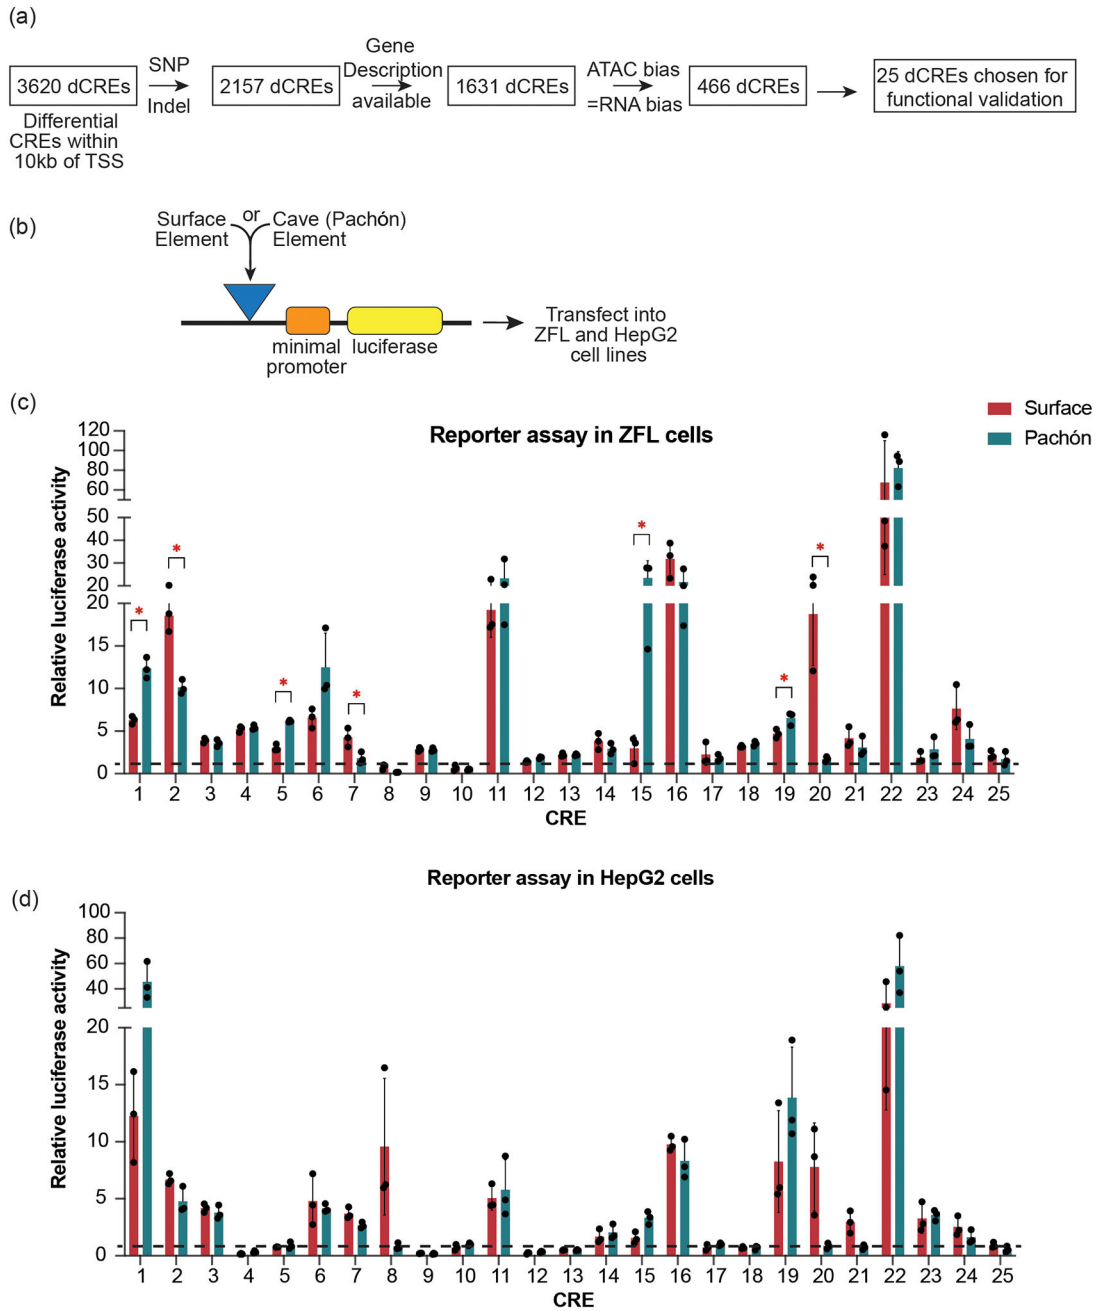 (a)
3620 dCREs
SNP
Indel
2157 dCREs
Gene
Description
available
1631 dCREs
ATAC bias
=RNA bias
466 dCREs
25 dCREs chosen for
functional validation
Differential
CREs within
10kb of TSS
(b)
Surface
Element
or
Cave (Pachón)
Element
minimal
promoter
luciferase
Transfect into
ZFL and HepG2
cell lines
(c)
Reporter assay in ZFL cells
Surface
Pachón
Relative luciferase activity
120
100
80
60
50
40
30
20
20
15
10
5
0
* * * * * * *
1 2 3 4 5 6 7 8 9 10 11 12 13 14 15 16 17 18 19 20 21 22 23 24 25
CRE
(d)
Reporter assay in HepG2 cells
Relative luciferase activity
100
80
60
40
20
15
10
5
0
1 2 3 4 5 6 7 8 9 10 11 12 13 14 15 16 17 18 19 20 21 22 23 24 25
CRE